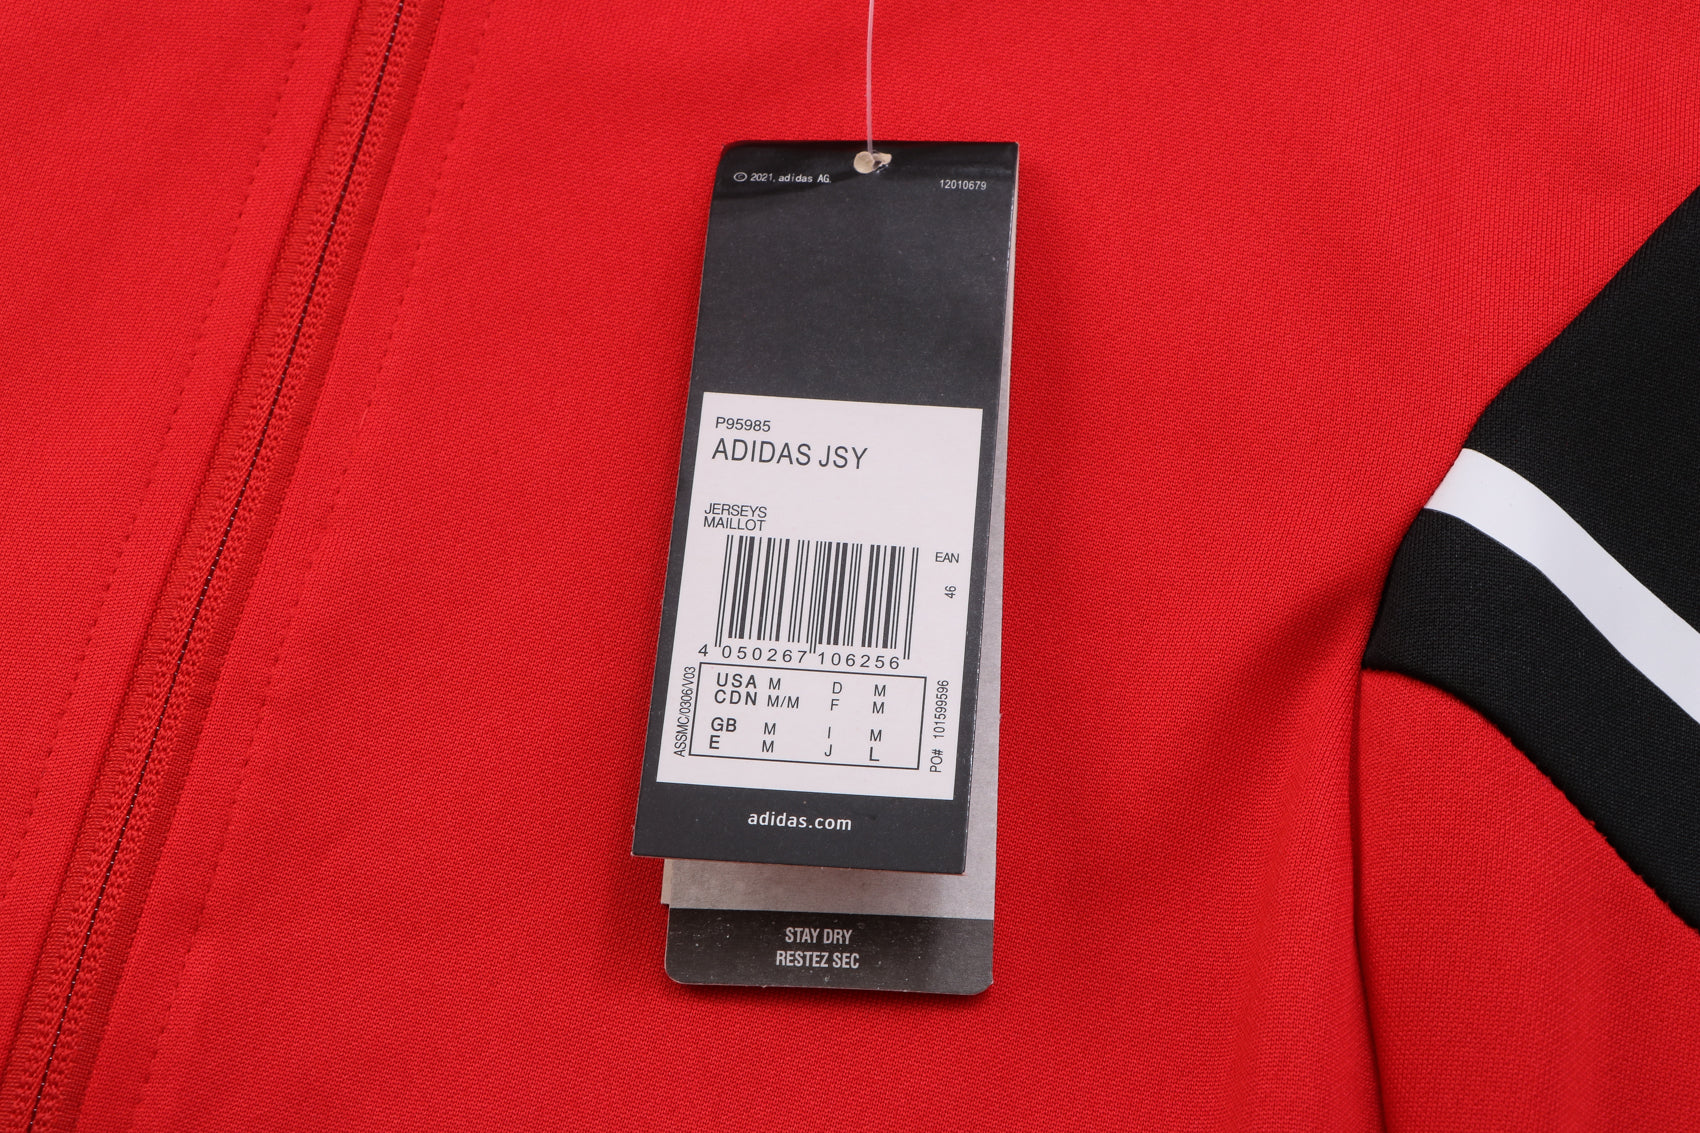 © 2021, adidas AG.
12010679
P95985
ADIDAS JSY
JERSEYS
MAILLOT
EAN
46
4 050267 106256
ASSMC/0306/V03
USA M D M
CDN M/M F M
GB M I M
E M J L
PO# 101599596
adidas.com
STAY DRY
RESTEZ SEC